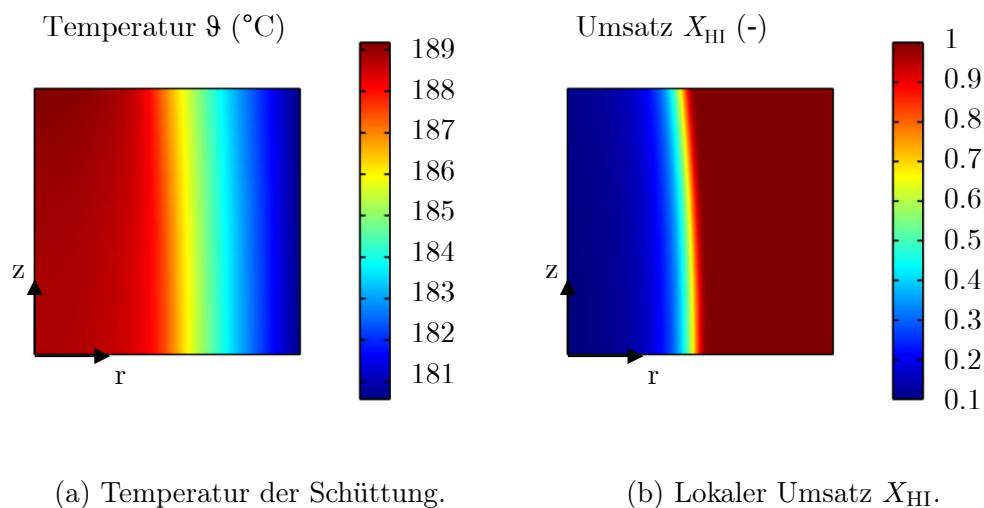 Temperatur ϑ (°C)
189
188
187
186
185
184
183
182
181
z
r
(a) Temperatur der Schüttung.
Umsatz X_HI (-)
1
0.9
0.8
0.7
0.6
0.5
0.4
0.3
0.2
0.1
z
r
(b) Lokaler Umsatz X_HI.